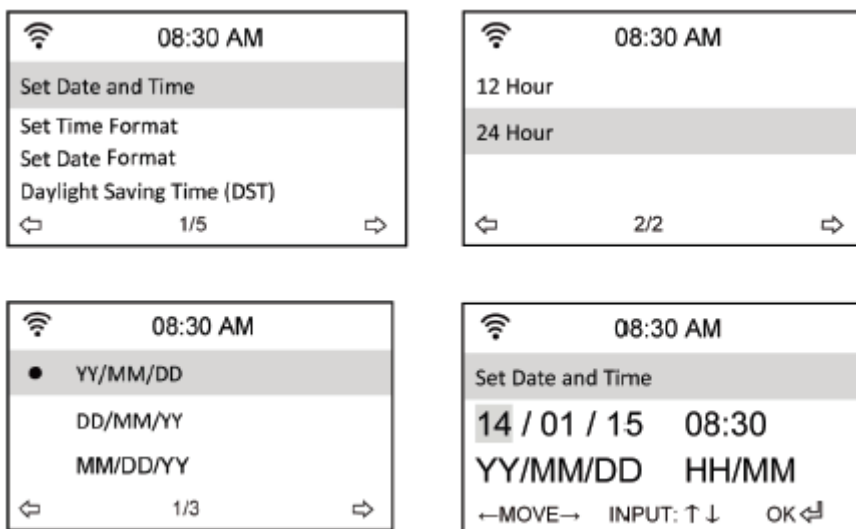 08:30 AM
Set Date and Time
Set Time Format
Set Date Format
Daylight Saving Time (DST)
⇦ 1/5 ⇨
08:30 AM
12 Hour
24 Hour
⇦ 2/2 ⇨
08:30 AM
● YY/MM/DD
DD/MM/YY
MM/DD/YY
⇦ 1/3 ⇨
08:30 AM
Set Date and Time
14 / 01 / 15 08:30
YY/MM/DD HH/MM
←MOVE→ INPUT: ↑↓ OK⏎